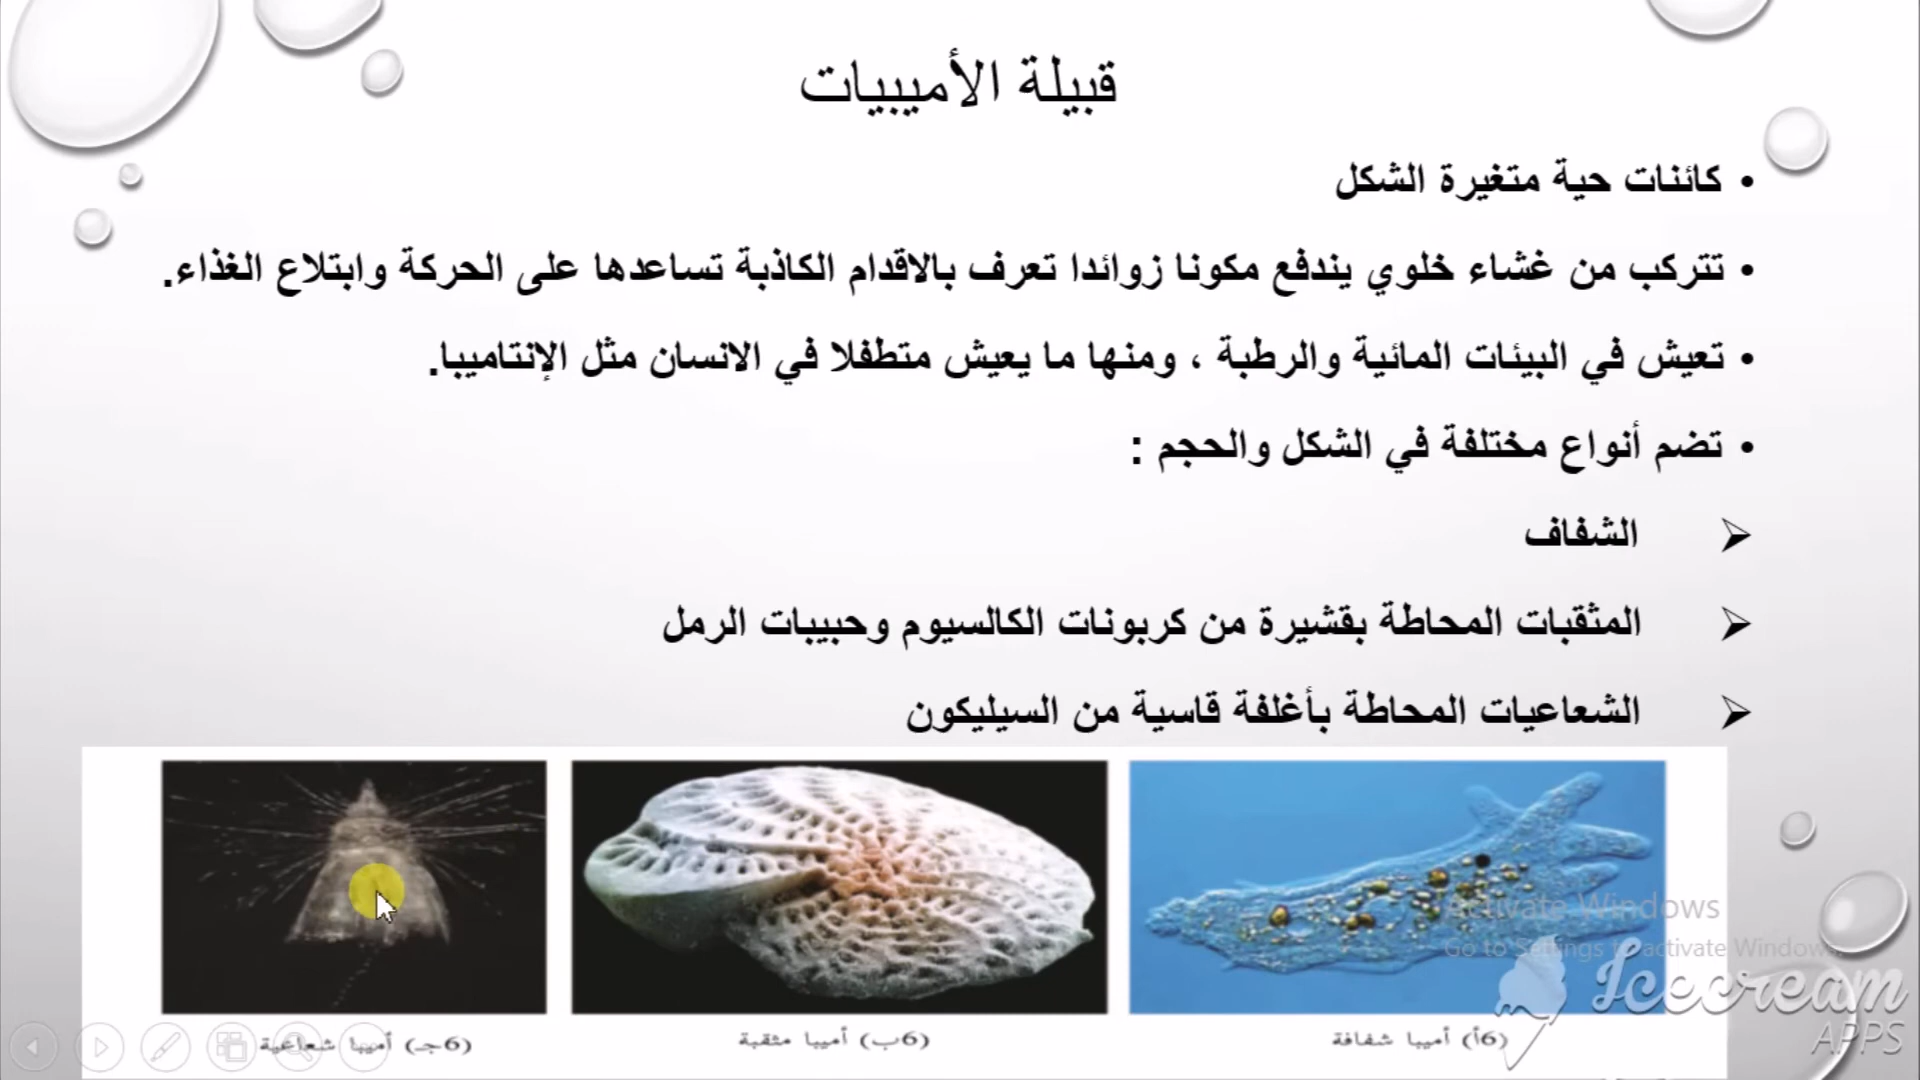 قبيلة الأميبيات
• كائنات حية متغيرة الشكل
• تتركب من غشاء خلوي يندفع مكونا زوائدا تعرف بالاقدام الكاذبة تساعدها على الحركة وابتلاع الغذاء.
• تعيش في البيئات المائية والرطبة ، ومنها ما يعيش متطفلا في الانسان مثل الإنتاميبا.
• تضم أنواع مختلفة في الشكل والحجم :
الشفاف
المثقبات المحاطة بقشيرة من كربونات الكالسيوم وحبيبات الرمل
الشعاعيات المحاطة بأغلفة قاسية من السيليكون
(6أ) أميبا شفافة
(6ب) أميبا مثقبة
(6جـ) أميبا شعاعية
Activate Windows
Go to Settings to activate Windows.
Icecream
APPS